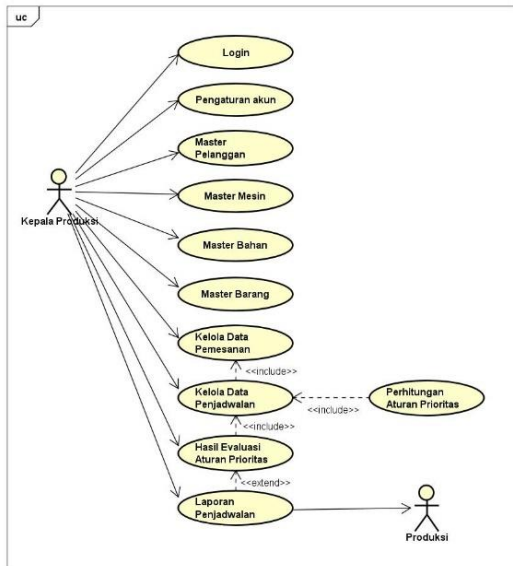 uc
Login
Pengaturan akun
Master
Pelanggan
Kepala Produksi
Master Mesin
Master Bahan
Master Barang
Kelola Data
Pemesanan
<<include>>
Kelola Data
Penjadwalan
Perhitungan
Aturan Prioritas
<<include>>
<<include>>
Hasil Evaluasi
Aturan Prioritas
<<extend>>
Laporan
Penjadwalan
Produksi